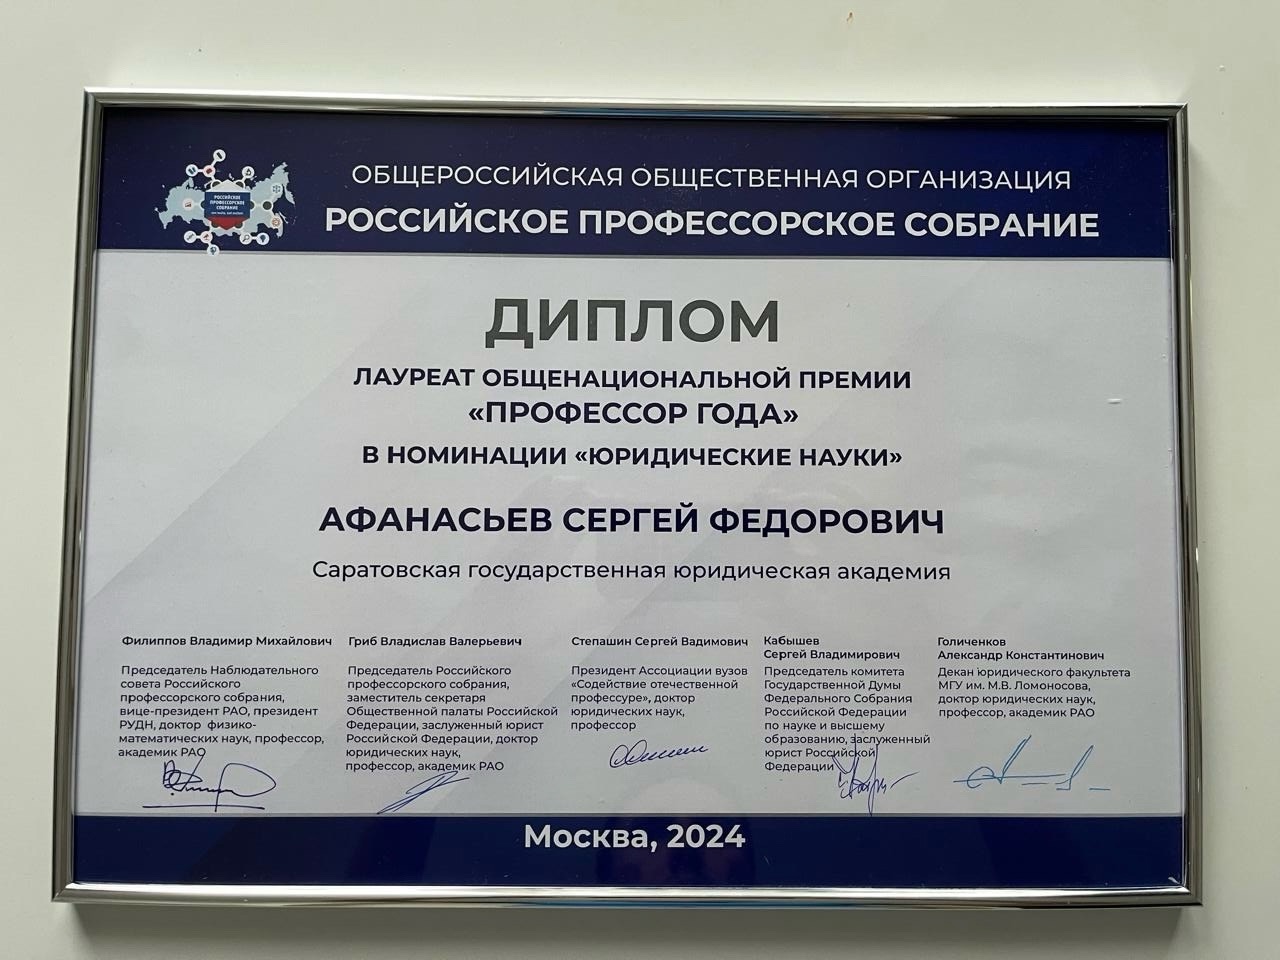 ОБЩЕРОССИЙСКАЯ ОБЩЕСТВЕННАЯ ОРГАНИЗАЦИЯ
РОССИЙСКОЕ ПРОФЕССОРСКОЕ СОБРАНИЕ
РОССИЙСКОЕ
ПРОФЕССОРСКОЕ
СОБРАНИЕ
ДИПЛОМ
ЛАУРЕАТ ОБЩЕНАЦИОНАЛЬНОЙ ПРЕМИИ
«ПРОФЕССОР ГОДА»
В НОМИНАЦИИ «ЮРИДИЧЕСКИЕ НАУКИ»
АФАНАСЬЕВ СЕРГЕЙ ФЕДОРОВИЧ
Саратовская государственная юридическая академия
Филиппов Владимир Михайлович
Председатель Наблюдательного
совета Российского
профессорского собрания,
вице-президент РАО, президент
РУДН, доктор физико-
математических наук, профессор,
академик РАО
Гриб Владислав Валерьевич
Председатель Российского
профессорского собрания,
заместитель секретаря
Общественной палаты Российской
Федерации, заслуженный юрист
Российской Федерации, доктор
юридических наук,
профессор, академик РАО
Степашин Сергей Вадимович
Президент Ассоциации вузов
«Содействие отечественной
профессуре», доктор
юридических наук,
профессор
Кабышев
Сергей Владимирович
Председатель комитета
Государственной Думы
Федерального Собрания
Российской Федерации
по науке и высшему
образованию, заслуженный
юрист Российской
Федерации
Голиченков
Александр Константинович
Декан юридического факультета
МГУ им. М.В. Ломоносова,
доктор юридических наук,
профессор, академик РАО
Москва, 2024